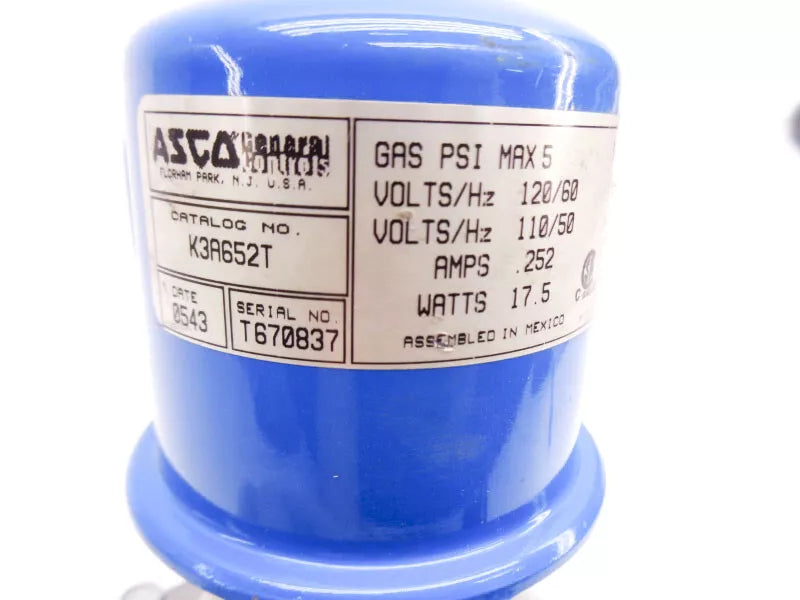 ASCO General Controls
FLORHAM PARK, N.J. U.S.A.
CATALOG NO.
K3A652T
DATE
0543
SERIAL NO.
T670837
GAS PSI MAX 5
VOLTS/Hz 120/60
VOLTS/Hz 110/50
AMPS .252
WATTS 17.5
ASSEMBLED IN MEXICO